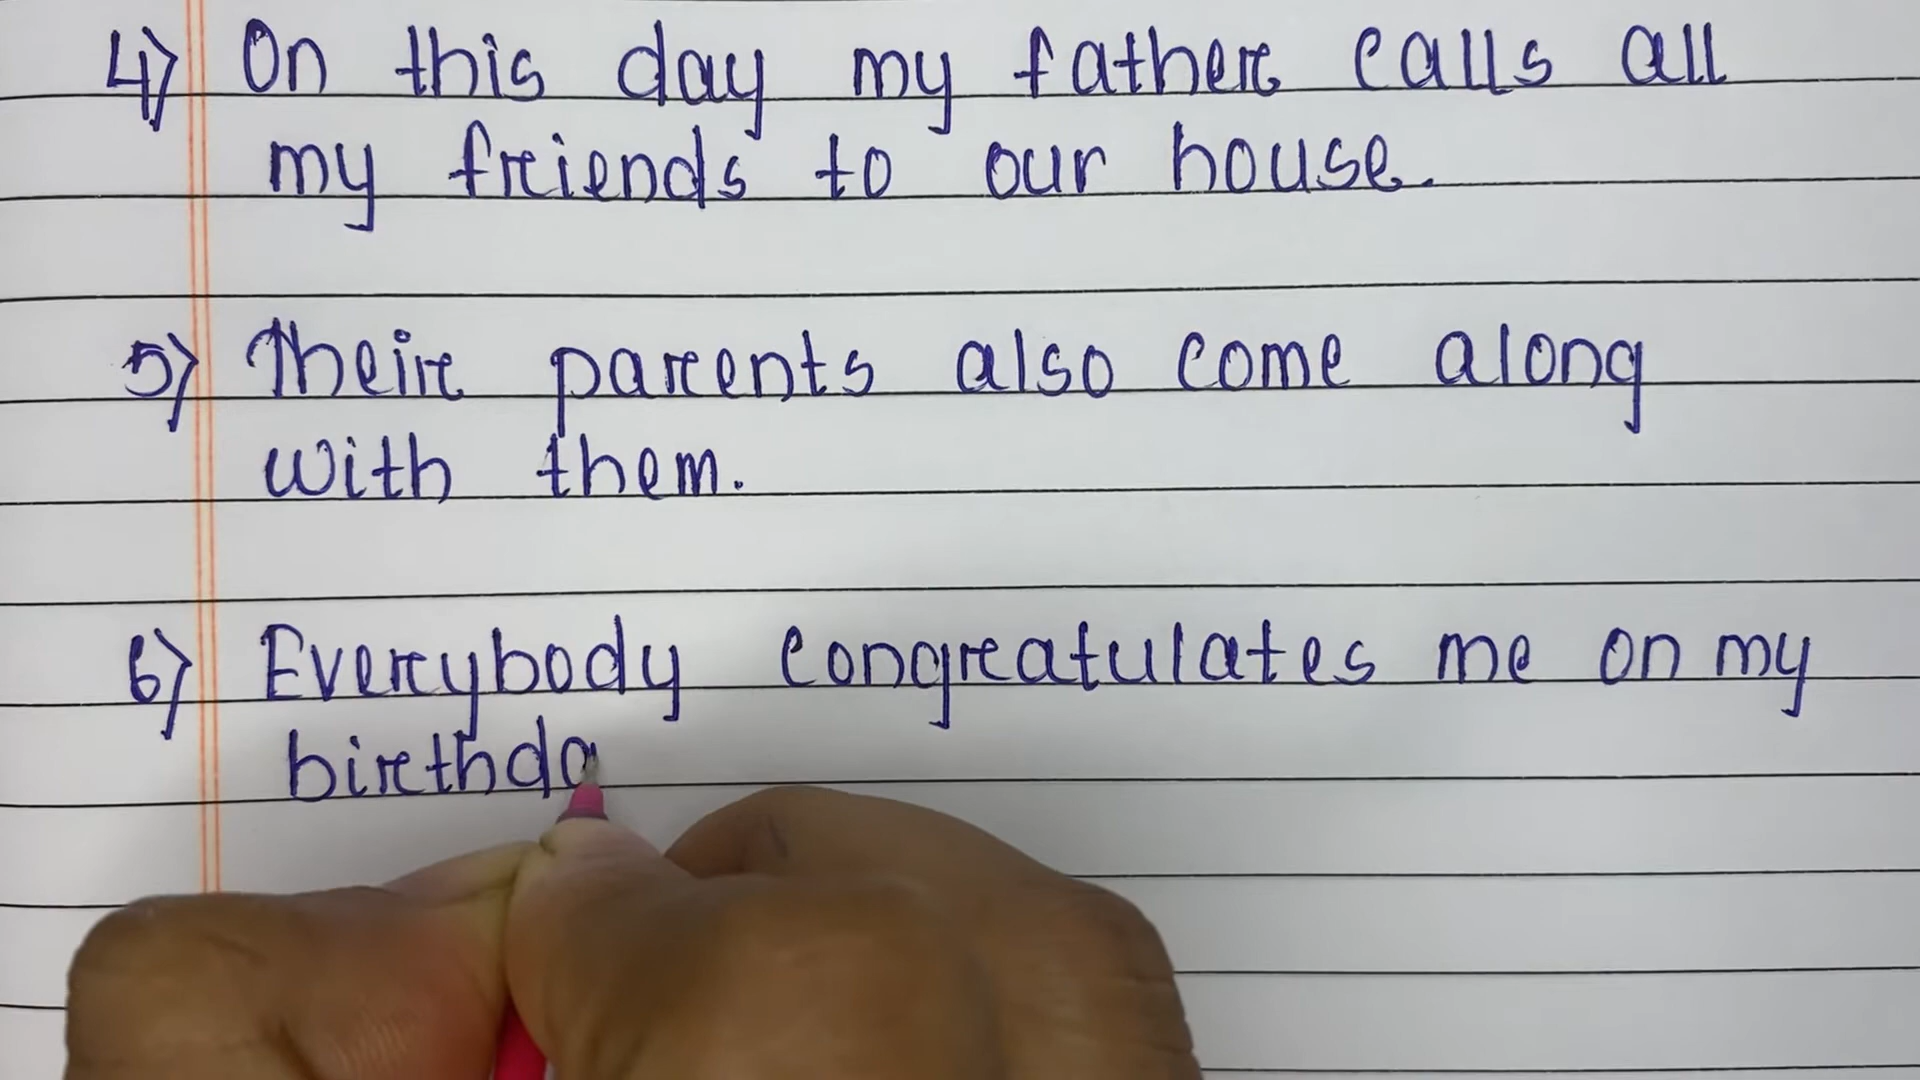 4) On this day my father calls all
my friends to our house.
5) Their parents also come along
with them.
6) Everybody congratulates me on my
birthda